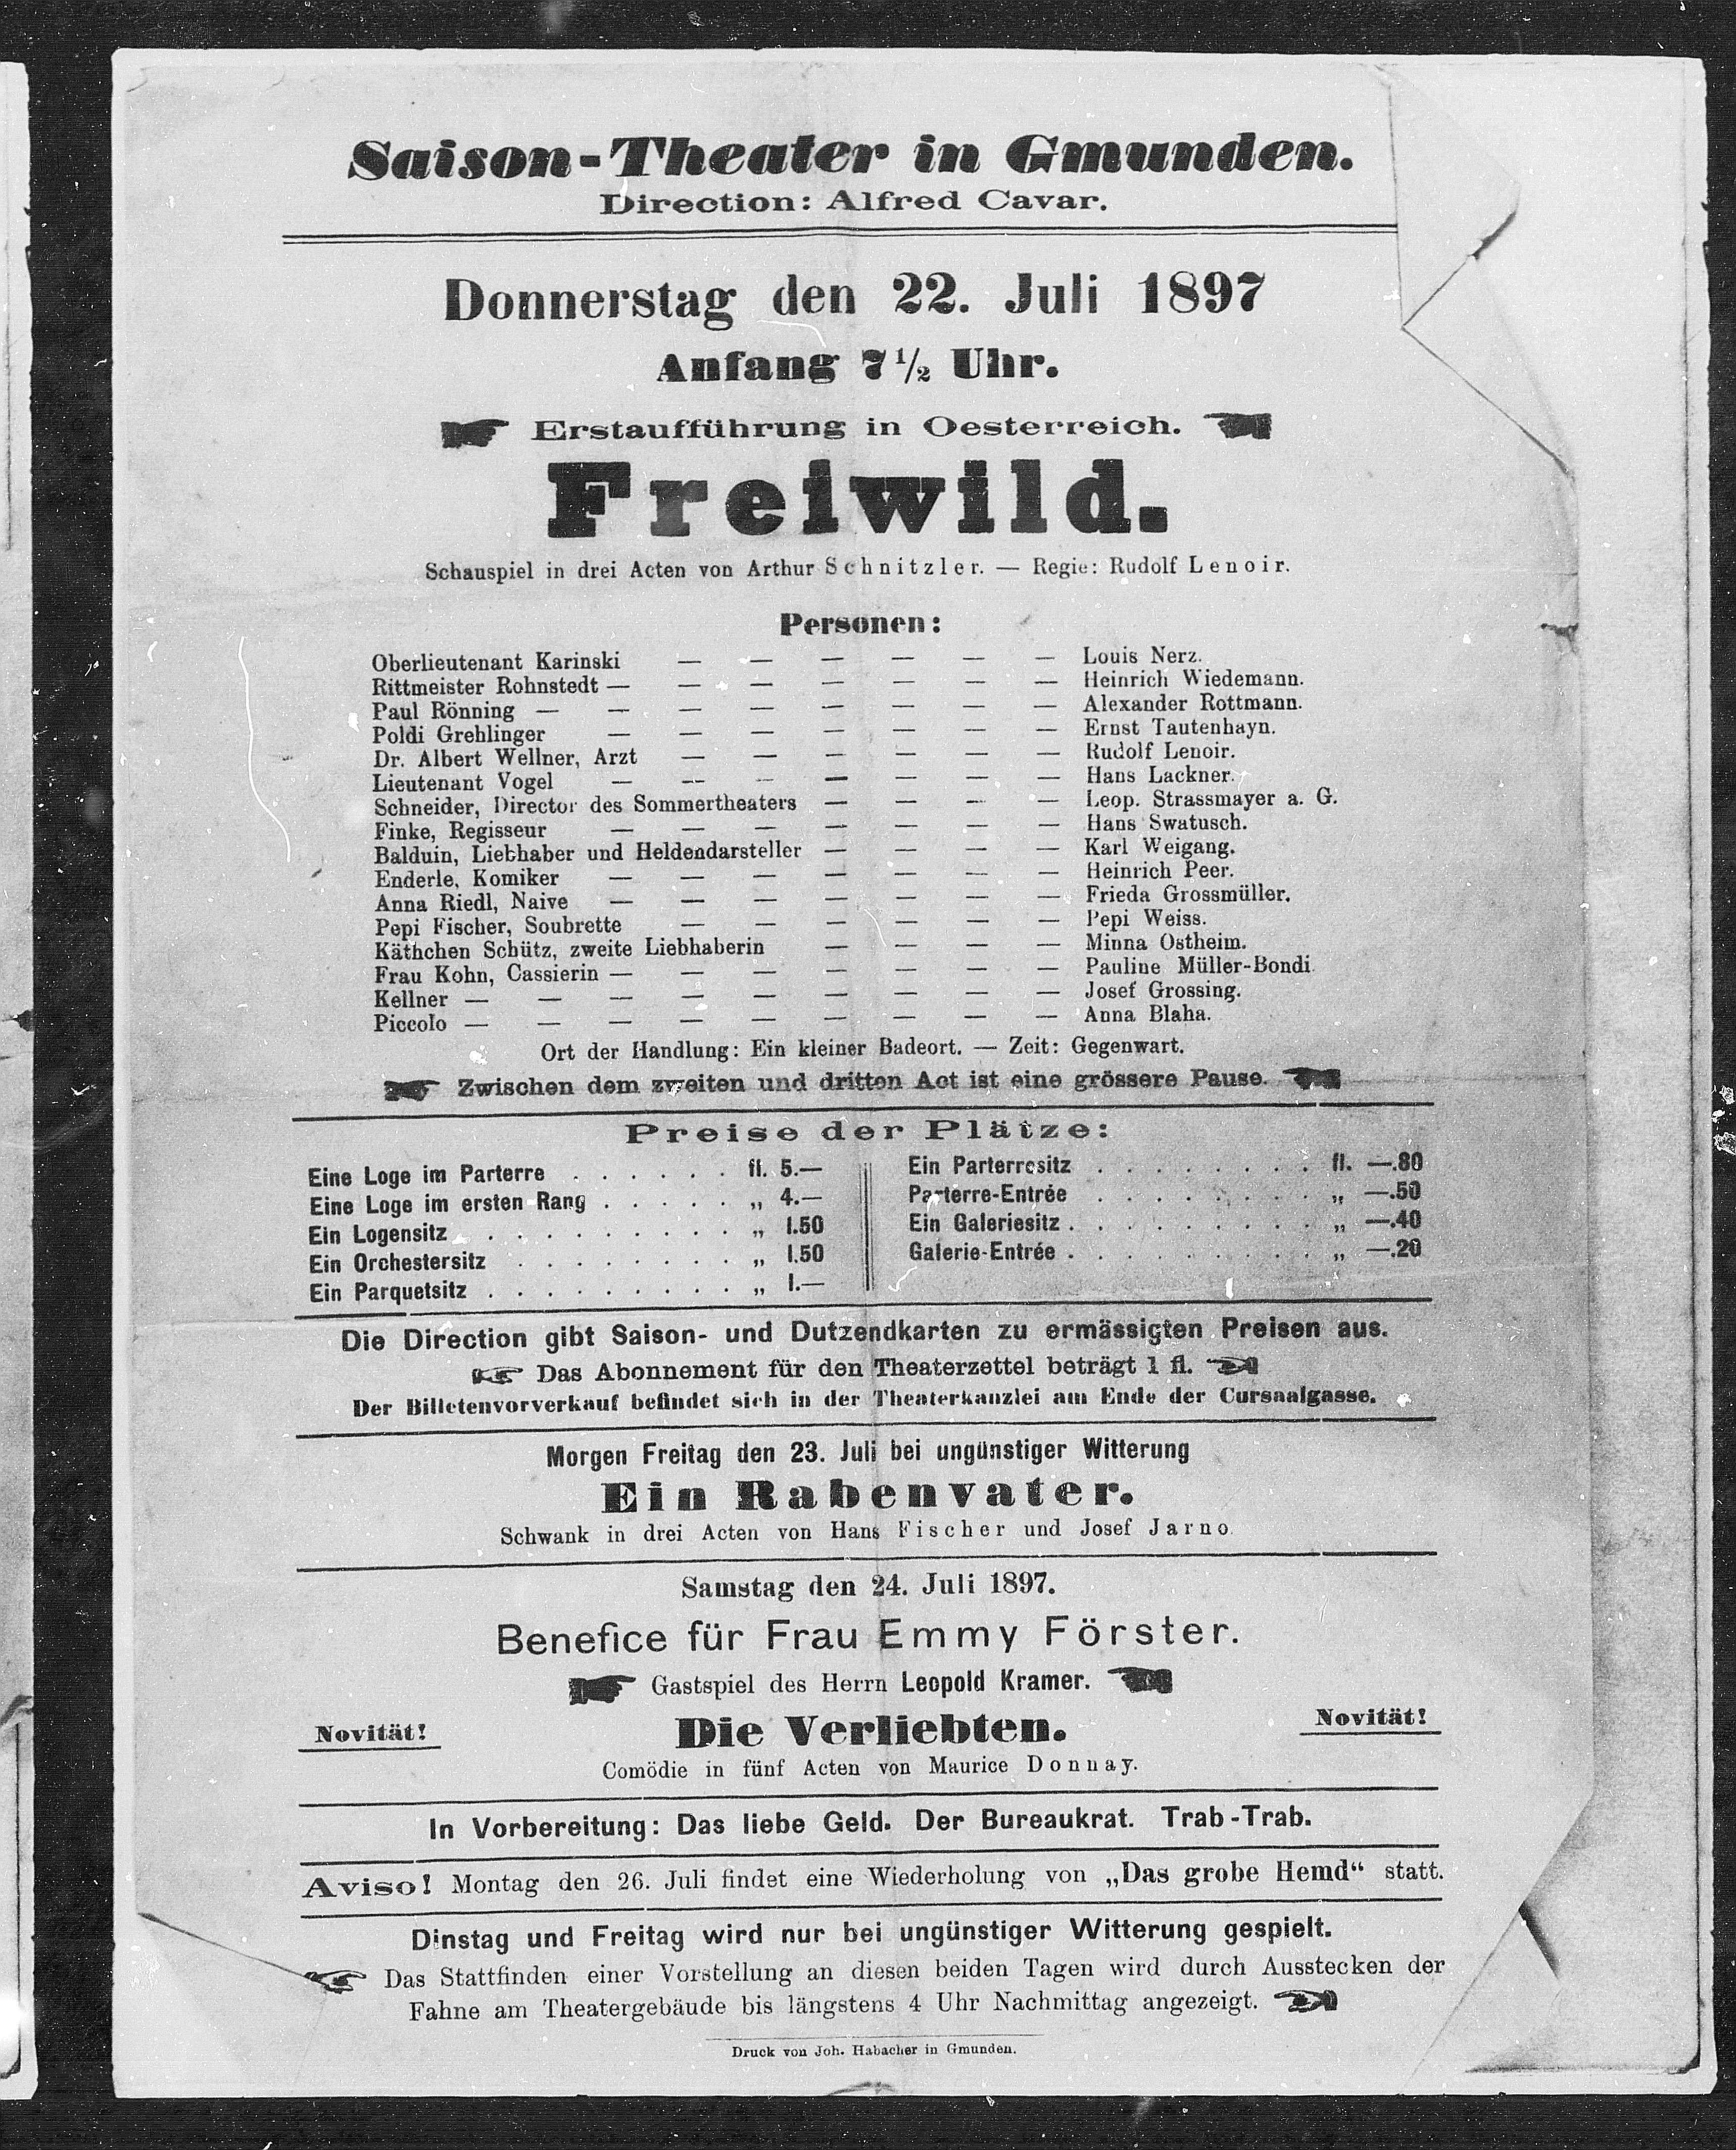 Saison-Theater in Gmunden.
Direction: Alfred Cavar.
Donnerstag den 22. Juli 1897
Anfang 7 1/2 Uhr.
Erstaufführung in Oesterreich.
Freiwild.
Schauspiel in drei Acten von Arthur Schnitzler. — Regie: Rudolf Lenoir.
Personen:
Oberlieutenant Karinski — — — — — — Louis Nerz.
Rittmeister Rohnstedt — — — — — — — Heinrich Wiedemann.
Paul Rönning — — — — — — — — Alexander Rottmann.
Poldi Grehlinger — — — — — — — Ernst Tautenhayn.
Dr. Albert Wellner, Arzt — — — — — — Rudolf Lenoir.
Lieutenant Vogel — — — — — — — Hans Lackner.
Schneider, Director des Sommertheaters — — — — Leop. Strassmayer a. G.
Finke, Regisseur — — — — — — — Hans Swatusch.
Balduin, Liebhaber und Heldendarsteller — — — — Karl Weigang.
Enderle, Komiker — — — — — — — Heinrich Peer.
Anna Riedl, Naive — — — — — — — Frieda Grossmüller.
Pepi Fischer, Soubrette — — — — — — Pepi Weiss.
Käthchen Schütz, zweite Liebhaberin — — — — Minna Ostheim.
Frau Kohn, Cassierin — — — — — — — Pauline Müller-Bondi.
Kellner — — — — — — — — — Josef Grossing.
Piccolo — — — — — — — — — Anna Blaha.
Ort der Handlung: Ein kleiner Badeort. — Zeit: Gegenwart.
Zwischen dem zweiten und dritten Act ist eine grössere Pause.
Preise der Plätze:
Eine Loge im Parterre . . . . . . fl. 5.—
Eine Loge im ersten Rang . . . . . „ 4.—
Ein Logensitz . . . . . . . . . . „ 1.50
Ein Orchestersitz . . . . . . . . „ 1.50
Ein Parquetsitz . . . . . . . . . „ 1.—
Ein Parterresitz . . . . . . . . fl. —.80
Parterre-Entrée . . . . . . . . „ —.50
Ein Galeriesitz . . . . . . . . . „ —.40
Galerie-Entrée . . . . . . . . . „ —.20
Die Direction gibt Saison- und Dutzendkarten zu ermässigten Preisen aus.
Das Abonnement für den Theaterzettel beträgt 1 fl.
Der Billetenvorverkauf befindet sich in der Theaterkanzlei am Ende der Cursaalgasse.
Morgen Freitag den 23. Juli bei ungünstiger Witterung
Ein Rabenvater.
Schwank in drei Acten von Hans Fischer und Josef Jarno.
Samstag den 24. Juli 1897.
Benefice für Frau Emmy Förster.
Gastspiel des Herrn Leopold Kramer.
Novität! Die Verliebten. Novität!
Comödie in fünf Acten von Maurice Donnay.
In Vorbereitung: Das liebe Geld. Der Bureaukrat. Trab-Trab.
Aviso! Montag den 26. Juli findet eine Wiederholung von „Das grobe Hemd“ statt.
Dinstag und Freitag wird nur bei ungünstiger Witterung gespielt.
Das Stattfinden einer Vorstellung an diesen beiden Tagen wird durch Ausstecken der
Fahne am Theatergebäude bis längstens 4 Uhr Nachmittag angezeigt.
Druck von Joh. Habacher in Gmunden.